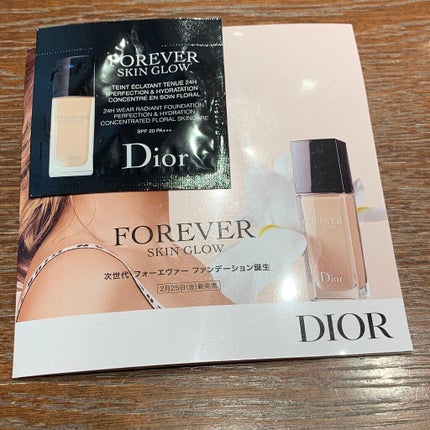 FOREVER
SKIN GLOW
TEINT ÉCLATANT TENUE 24H
PERFECTION & HYDRATATION
CONCENTRÉ EN SOIN FLORAL
24H WEAR RADIANT FOUNDATION
PERFECTION & HYDRATION
CONCENTRATED FLORAL SKINCARE
SPF 20 PA+++
Dior
FOREVER
SKIN GLOW
次世代 フォーエヴァー ファンデーション誕生
2月25日(金)新発売
FOREVER
Dior
DIOR